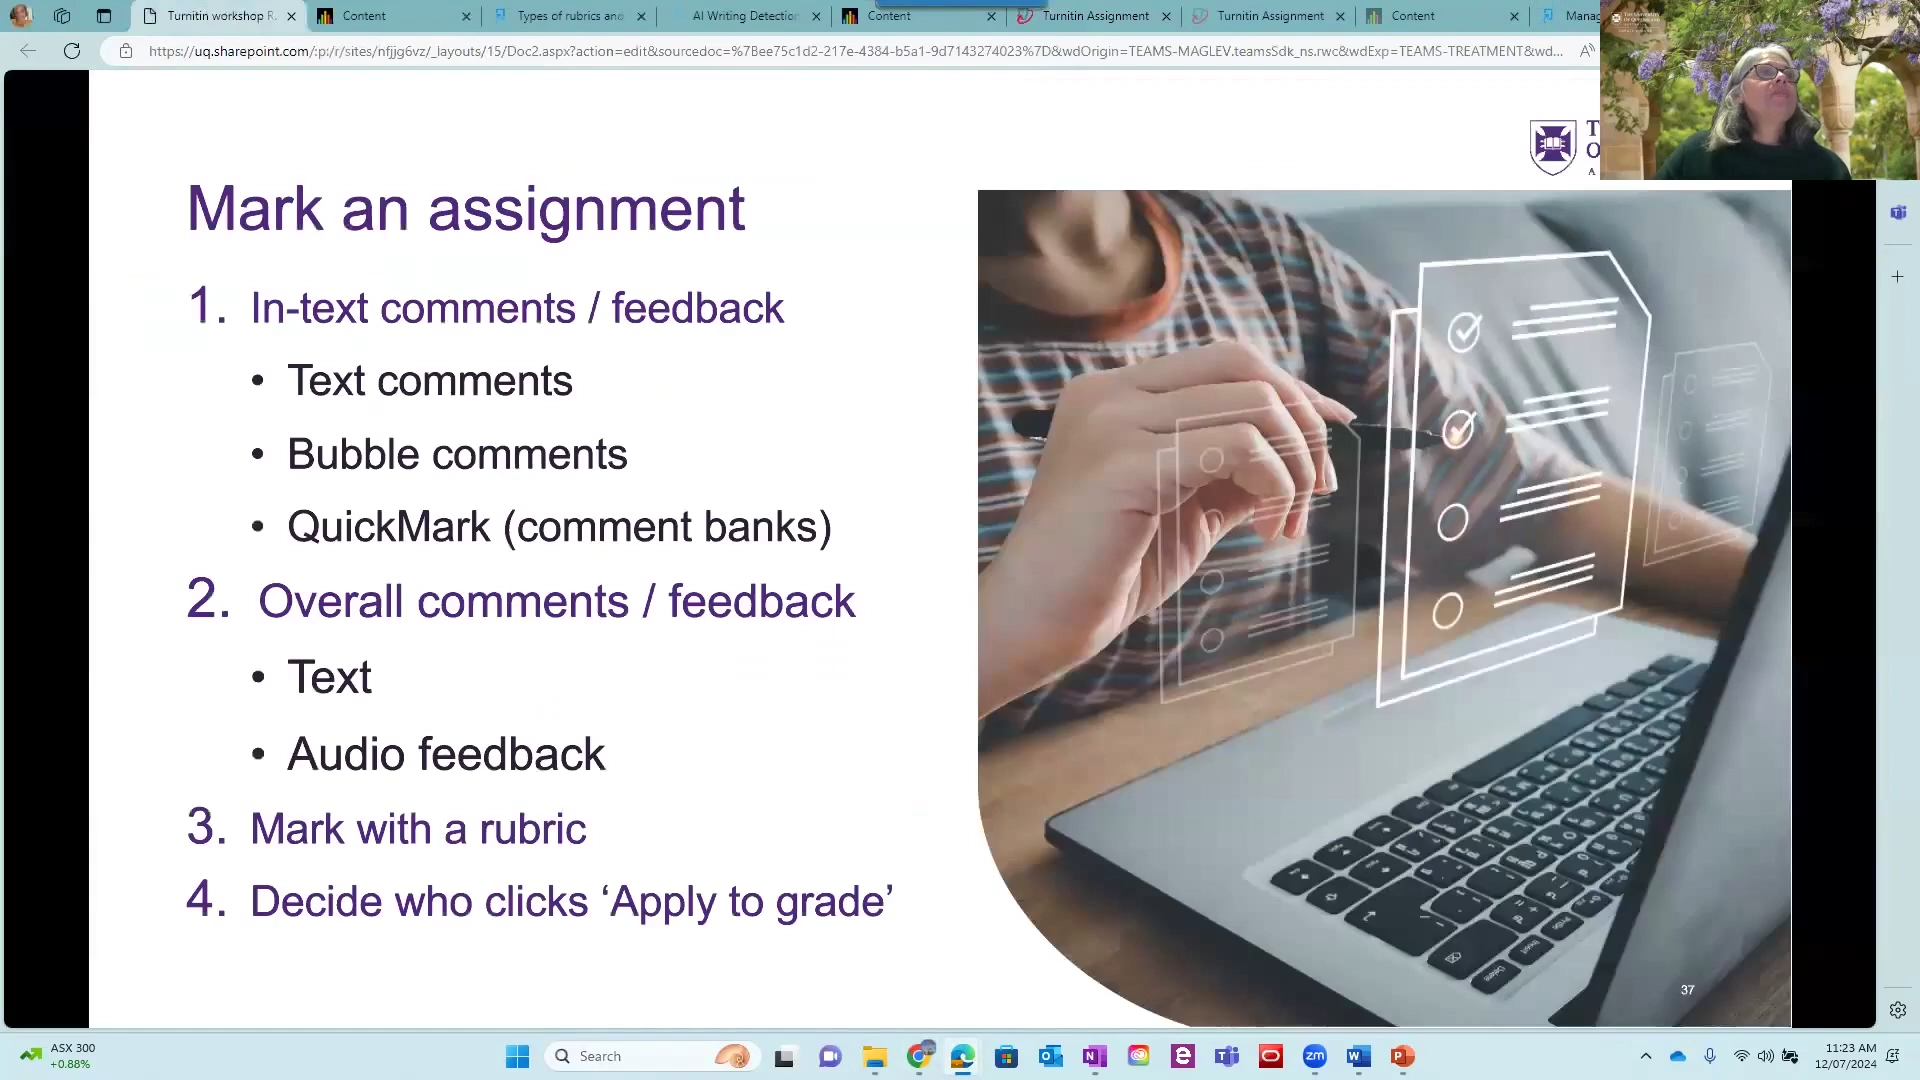 Turnitin workshop R
Content
Types of rubrics and
AI Writing Detection
Content
Turnitin Assignment
Turnitin Assignment
Content
Manag
https://uq.sharepoint.com/:p:/r/sites/nfjjg6vz/_layouts/15/Doc2.aspx?action=edit&sourcedoc=%7Bee75c1d2-217e-4384-b5a1-9d7143274023%7D&wdOrigin=TEAMS-MAGLEV.teamsSdk_ns.rwc&wdExp=TEAMS-TREATMENT&wd...
Mark an assignment
1. In-text comments / feedback
• Text comments
• Bubble comments
• QuickMark (comment banks)
2. Overall comments / feedback
• Text
• Audio feedback
3. Mark with a rubric
4. Decide who clicks ‘Apply to grade’
37
ASX 300
+0.88%
Search
11:23 AM
12/07/2024